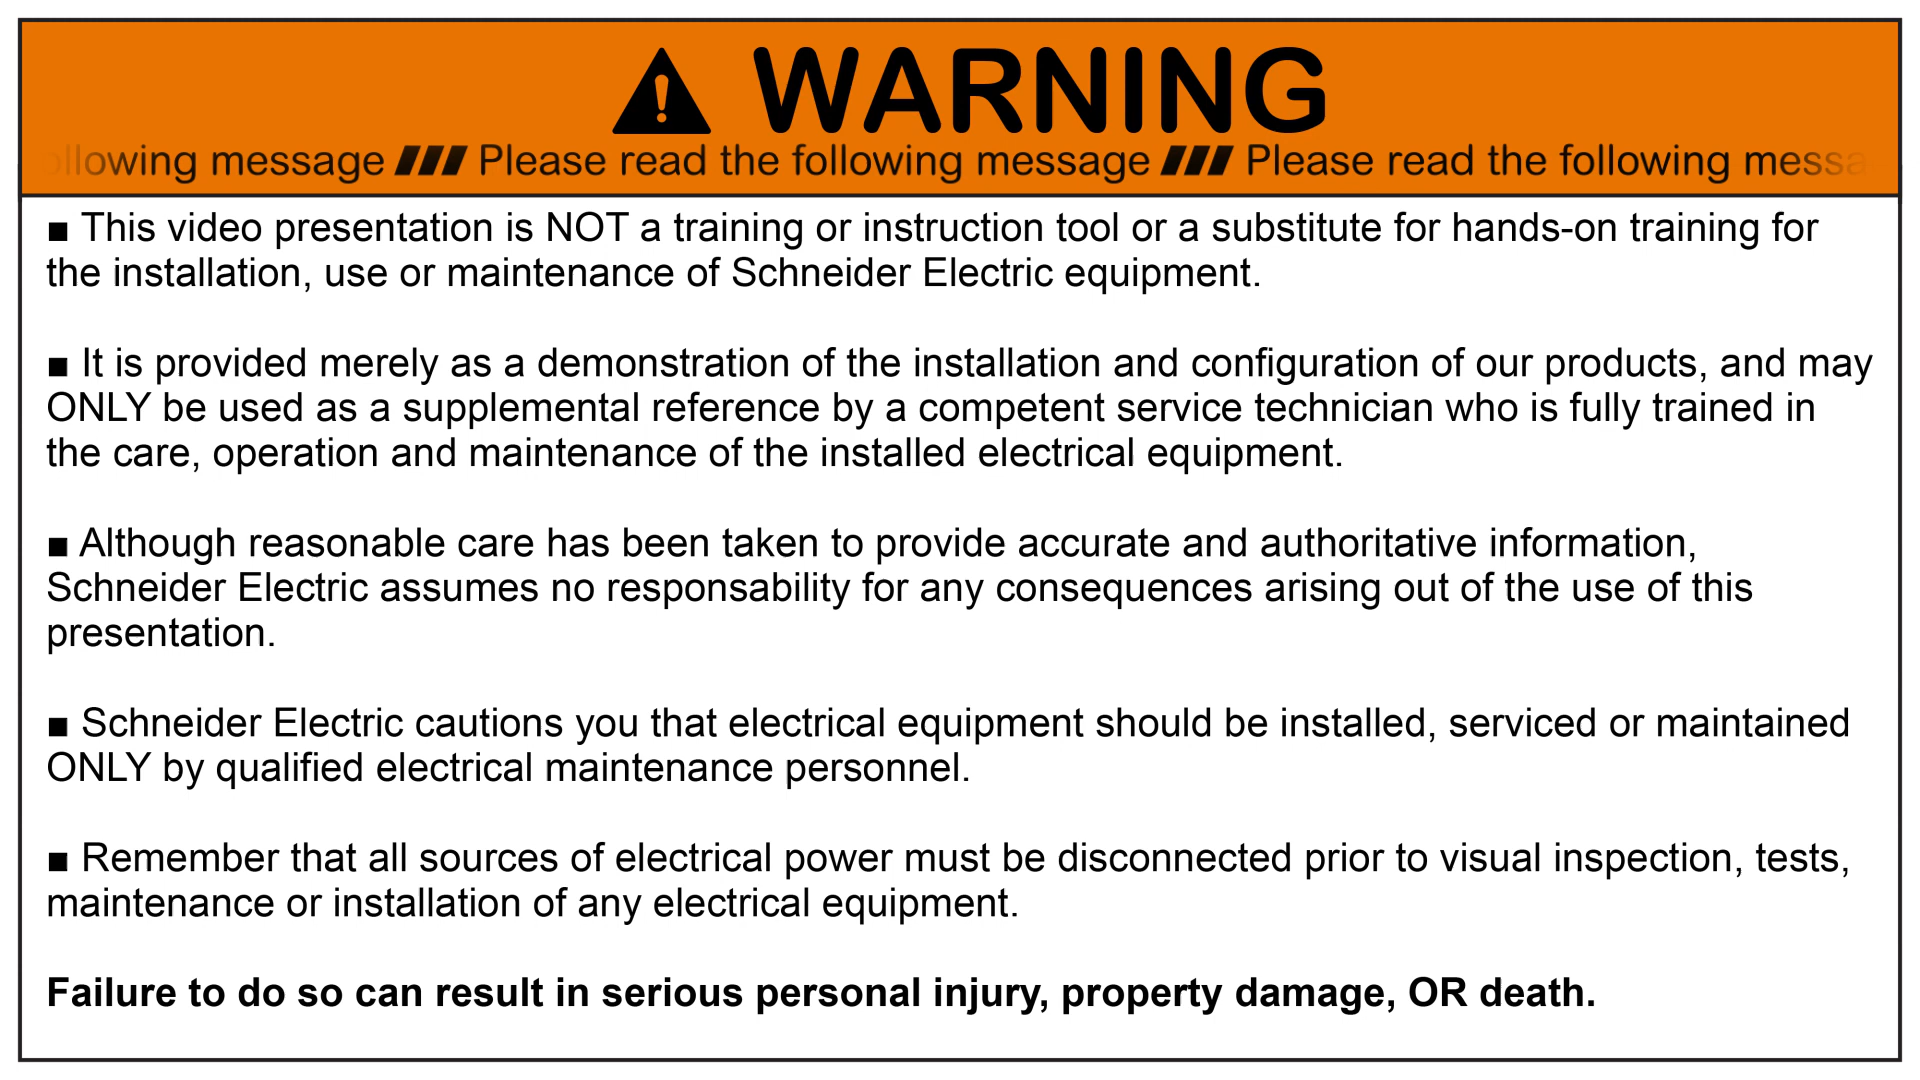 WARNING
llowing message /// Please read the following message /// Please read the following messa
■ This video presentation is NOT a training or instruction tool or a substitute for hands-on training for
the installation, use or maintenance of Schneider Electric equipment.
■ It is provided merely as a demonstration of the installation and configuration of our products, and may
ONLY be used as a supplemental reference by a competent service technician who is fully trained in
the care, operation and maintenance of the installed electrical equipment.
■ Although reasonable care has been taken to provide accurate and authoritative information,
Schneider Electric assumes no responsability for any consequences arising out of the use of this
presentation.
■ Schneider Electric cautions you that electrical equipment should be installed, serviced or maintained
ONLY by qualified electrical maintenance personnel.
■ Remember that all sources of electrical power must be disconnected prior to visual inspection, tests,
maintenance or installation of any electrical equipment.
Failure to do so can result in serious personal injury, property damage, OR death.